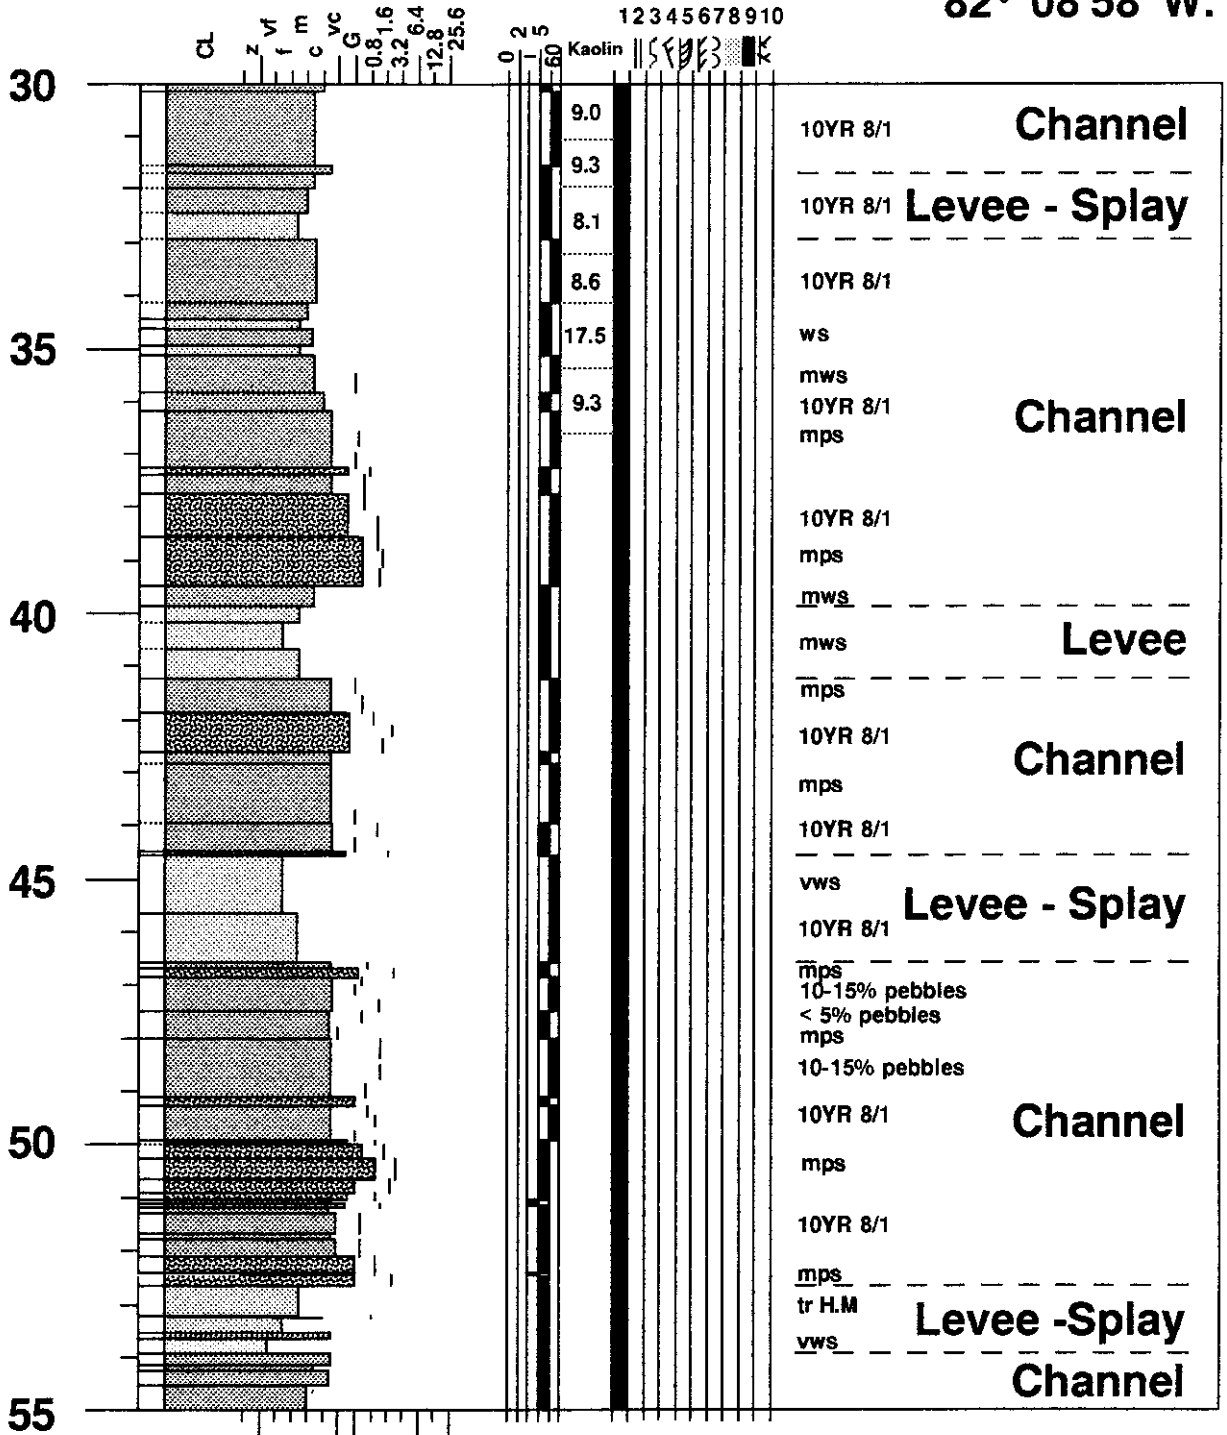 82° 08'58" W.
CL z vf f m c vc G 0.8 1.6 3.2 6.4 12.8 25.6
0 2 1 5 60 Kaolin 1 2 3 4 5 6 7 8 9 10
30
9.0
10YR 8/1 Channel
9.3
8.1
10YR 8/1 Levee - Splay
8.6
10YR 8/1
17.5
ws
35
mws
9.3
10YR 8/1
Channel
mps
10YR 8/1
mps
mws
40
mws Levee
mps
10YR 8/1
Channel
mps
10YR 8/1
45
vws
Levee - Splay
10YR 8/1
mps
10-15% pebbles
< 5% pebbles
mps
10-15% pebbles
10YR 8/1
Channel
50
mps
10YR 8/1
mps
tr H.M
Levee -Splay
vws
Channel
55